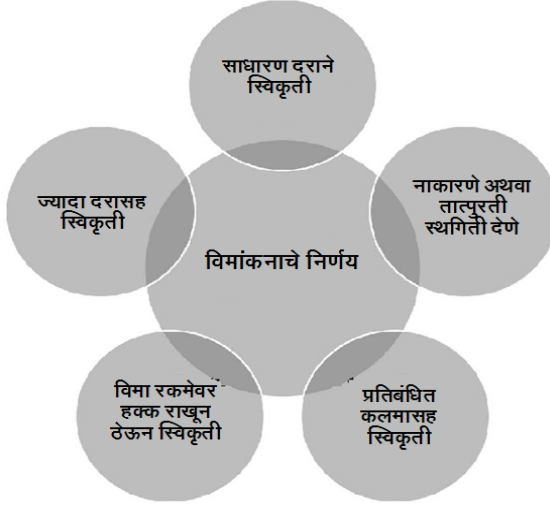 साधारण दराने
स्विकृती
ज्यादा दरासह
स्विकृती
नाकारणे अथवा
तात्पुरती
स्थगिती देणे
विमांकनाचे निर्णय
विमा रकमेवर
हक्क राखून
ठेऊन स्विकृती
प्रतिबंधित
कलमासह
स्विकृती